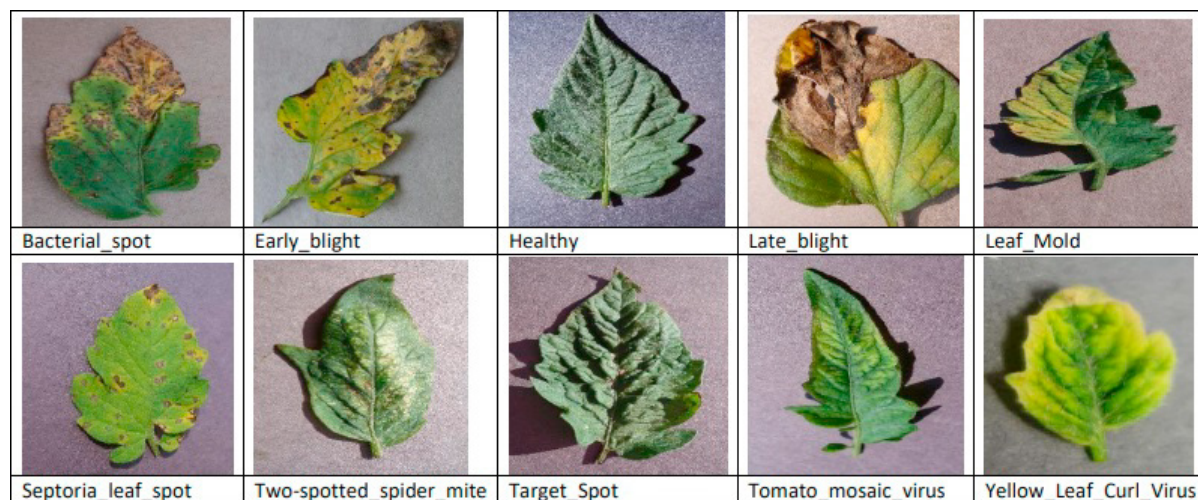 Bacterial_spot
Early_blight
Healthy
Late_blight
Leaf_Mold
Septoria_leaf_spot
Two-spotted_spider_mite
Target_Spot
Tomato_mosaic_virus
Yellow_Leaf_Curl_Virus